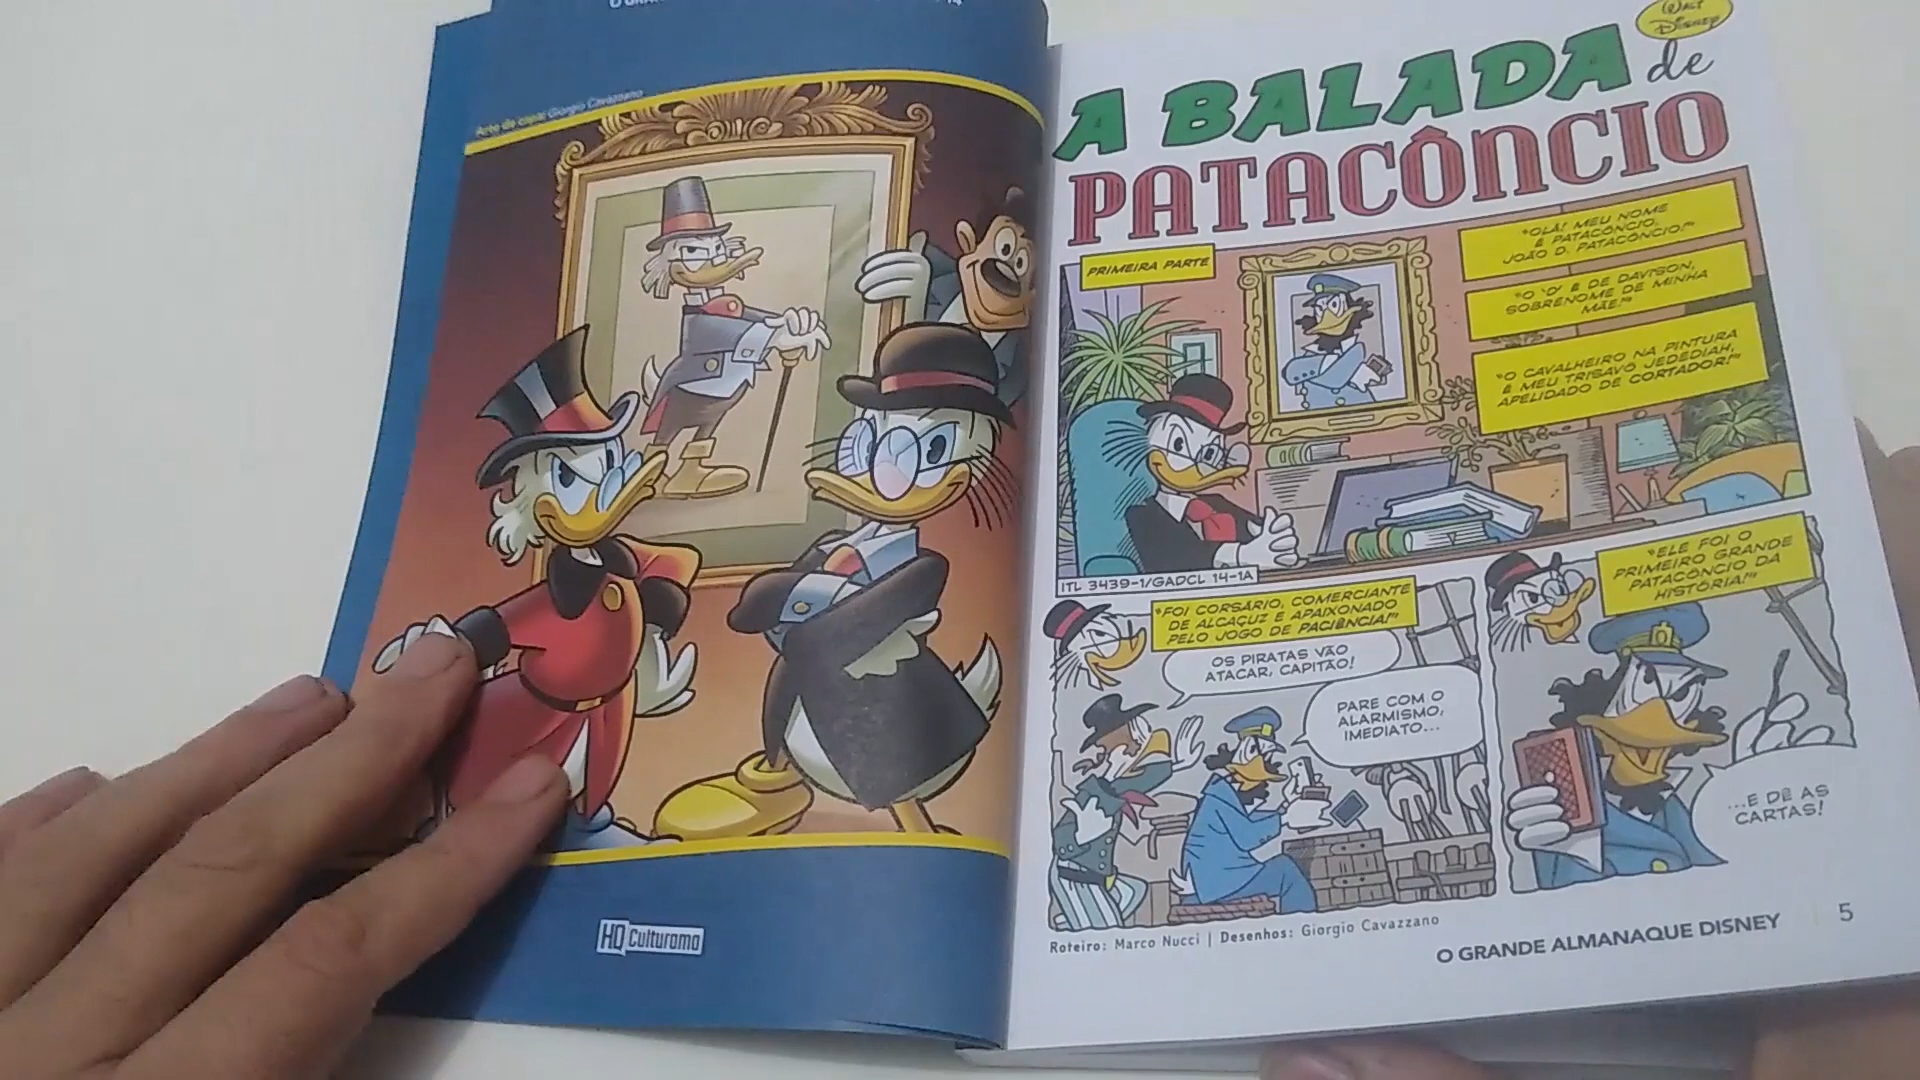 Arte de capa: Giorgio Cavazzano
HQ Culturama
WALT
DISNEY
A BALADA de
PATACÔNCIO
PRIMEIRA PARTE
"OLÁ! MEU NOME
É PATACÔNCIO.
JOÃO D. PATACÔNCIO!"
"O 'D' É DE DAVISON,
SOBRENOME DE MINHA
MÃE!"
"O CAVALHEIRO NA PINTURA
É MEU TRISAVÔ JEDEDIAH,
APELIDADO DE CORTADOR!"
ITL 3439-1/GADCL 14-1A
"FOI CORSÁRIO, COMERCIANTE
DE ALCAÇUZ E APAIXONADO
PELO JOGO DE PACIÊNCIA!"
OS PIRATAS VÃO
ATACAR, CAPITÃO!
PARE COM O
ALARMISMO,
IMEDIATO...
"ELE FOI O
PRIMEIRO GRANDE
PATACÔNCIO DA
HISTÓRIA!"
...E DÊ AS
CARTAS!
Roteiro: Marco Nucci | Desenhos: Giorgio Cavazzano
O GRANDE ALMANAQUE DISNEY 5